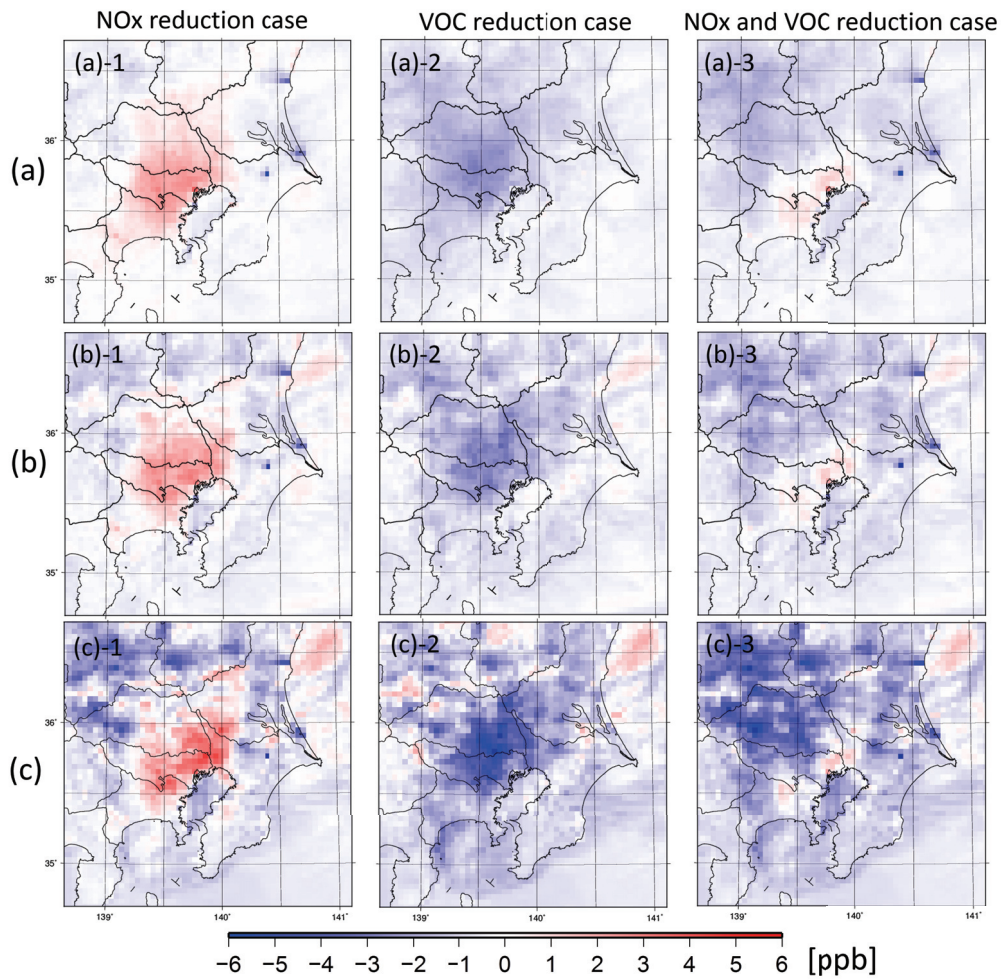 NOx reduction case VOC reduction case NOx and VOC reduction case
(a)-1 (a)-2 (a)-3
36°
(a)
35°
(b)-1 (b)-2 (b)-3
36°
(b)
35°
(c)-1 (c)-2 (c)-3
36°
(c)
35°
139° 140° 141° 139° 140° 141° 139° 140° 141°
−6 −5 −4 −3 −2 −1 0 1 2 3 4 5 6 [ppb]